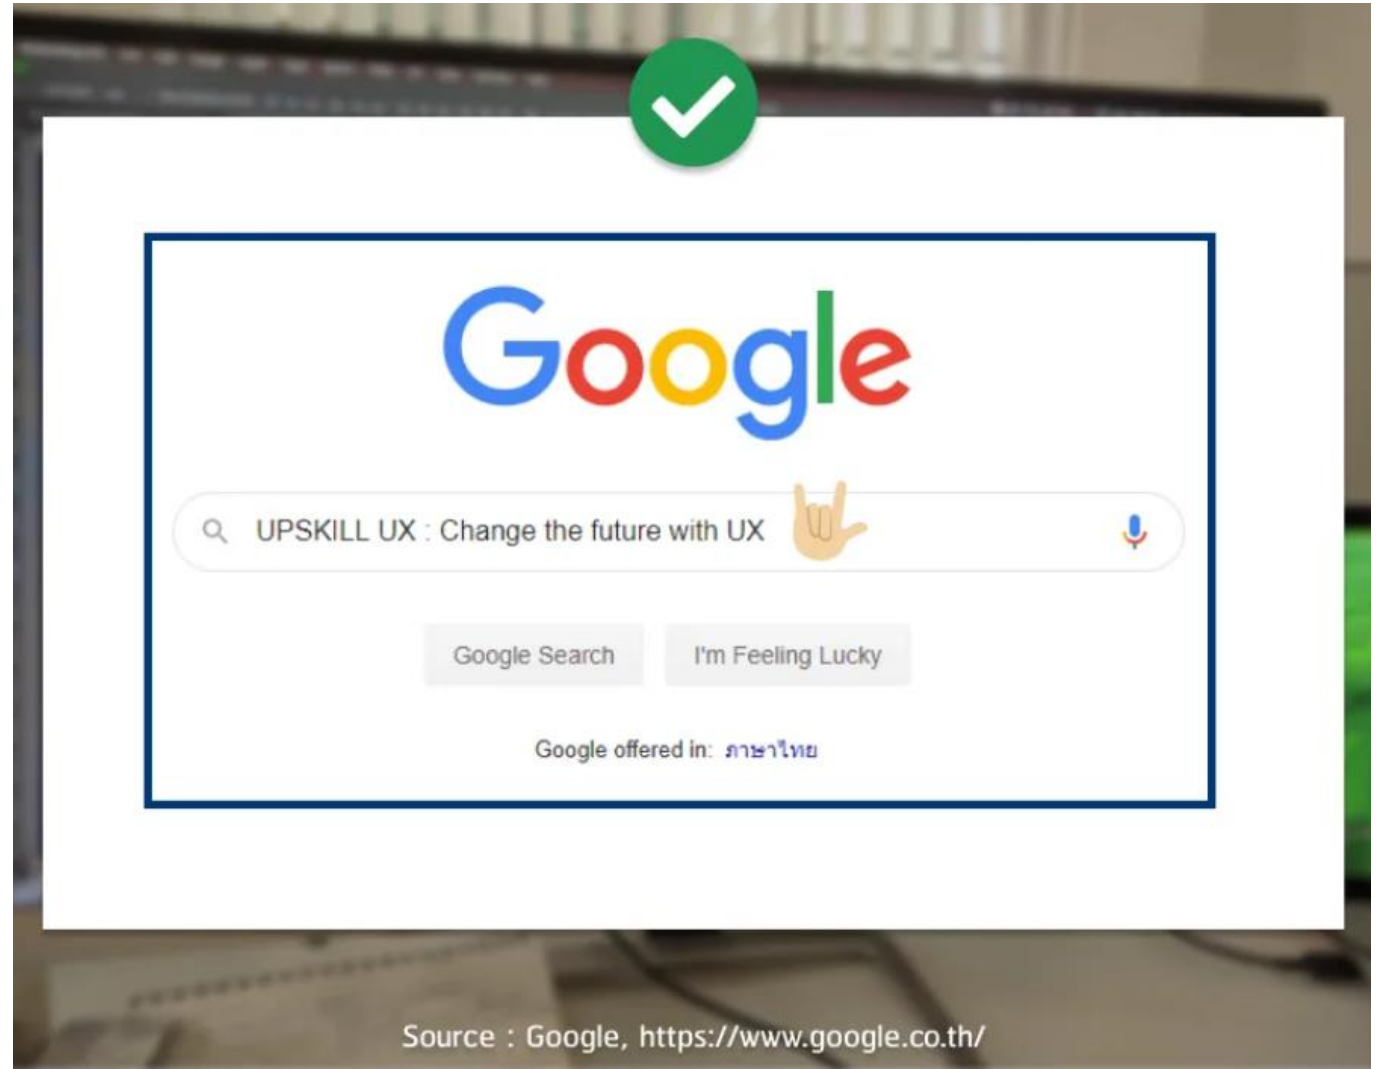 Google
UPSKILL UX : Change the future with UX
Google Search
I'm Feeling Lucky
Google offered in: ภาษาไทย
Source : Google, https://www.google.co.th/